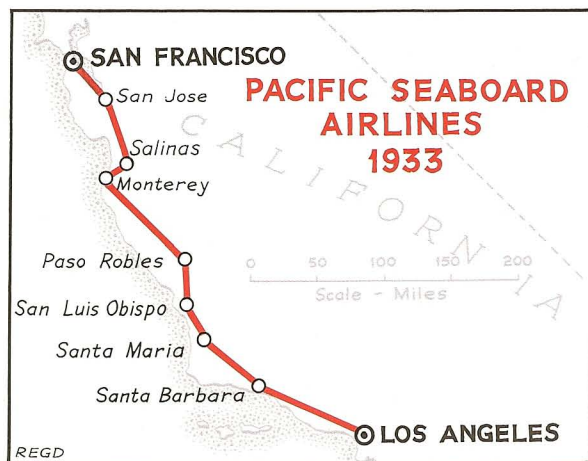 SAN FRANCISCO
San Jose
PACIFIC SEABOARD
AIRLINES
1933
CALIFORNIA
Salinas
Monterey
Paso Robles
0 50 100 150 200
Scale - Miles
San Luis Obispo
Santa Maria
Santa Barbara
LOS ANGELES
REGD